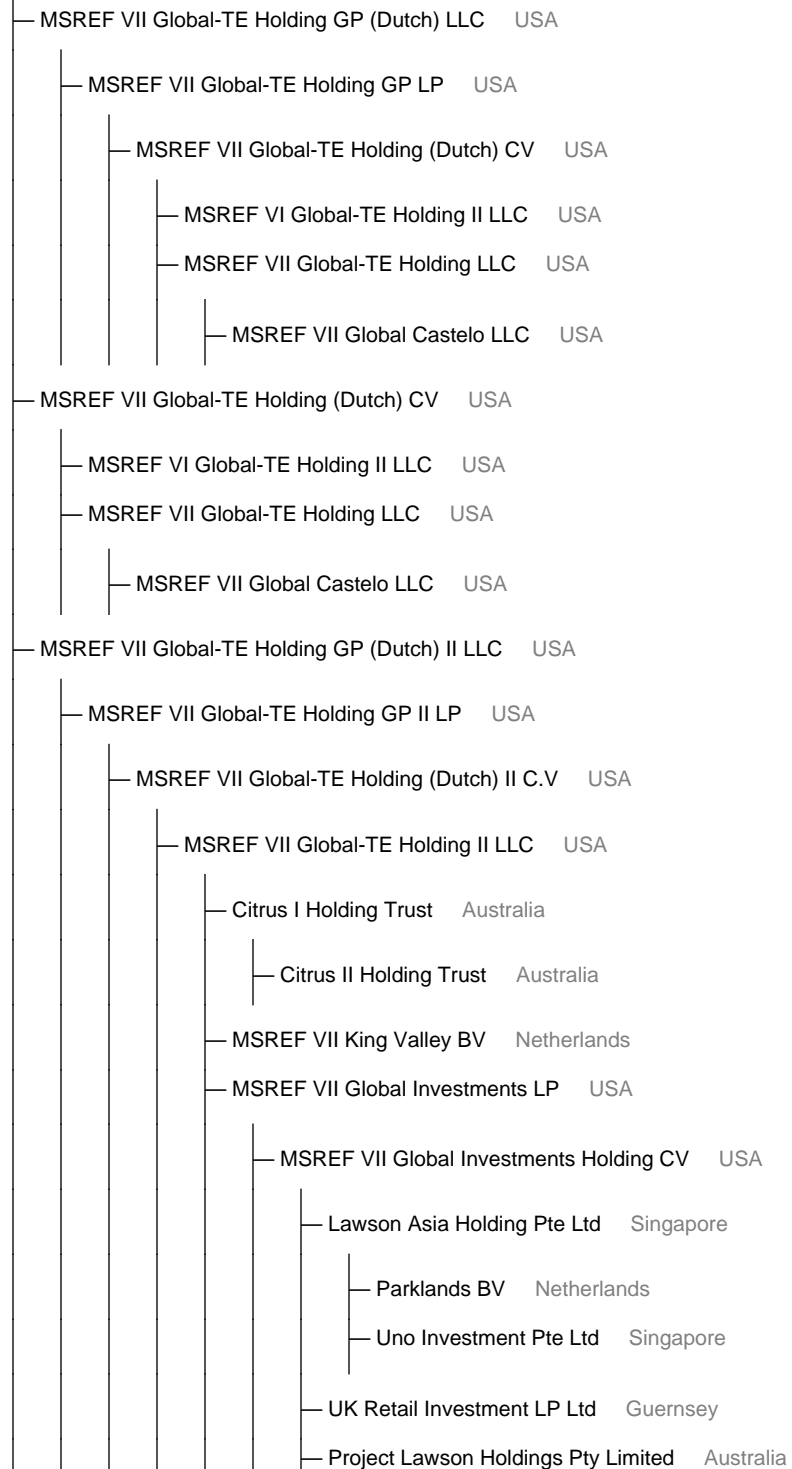 MSREF VII Global-TE Holding GP (Dutch) LLC USA
MSREF VII Global-TE Holding GP LP USA
MSREF VII Global-TE Holding (Dutch) CV USA
MSREF VI Global-TE Holding II LLC USA
MSREF VII Global-TE Holding LLC USA
MSREF VII Global Castelo LLC USA
MSREF VII Global-TE Holding (Dutch) CV USA
MSREF VI Global-TE Holding II LLC USA
MSREF VII Global-TE Holding LLC USA
MSREF VII Global Castelo LLC USA
MSREF VII Global-TE Holding GP (Dutch) II LLC USA
MSREF VII Global-TE Holding GP II LP USA
MSREF VII Global-TE Holding (Dutch) II C.V USA
MSREF VII Global-TE Holding II LLC USA
Citrus I Holding Trust Australia
Citrus II Holding Trust Australia
MSREF VII King Valley BV Netherlands
MSREF VII Global Investments LP USA
MSREF VII Global Investments Holding CV USA
Lawson Asia Holding Pte Ltd Singapore
Parklands BV Netherlands
Uno Investment Pte Ltd Singapore
UK Retail Investment LP Ltd Guernsey
Project Lawson Holdings Pty Limited Australia